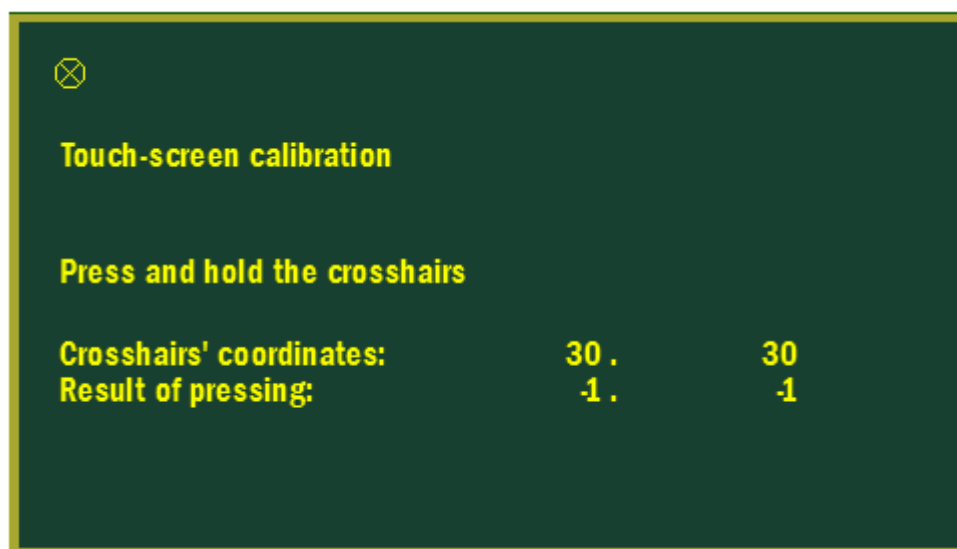 Touch-screen calibration
Press and hold the crosshairs
Crosshairs' coordinates: 30 . 30
Result of pressing: -1 . -1